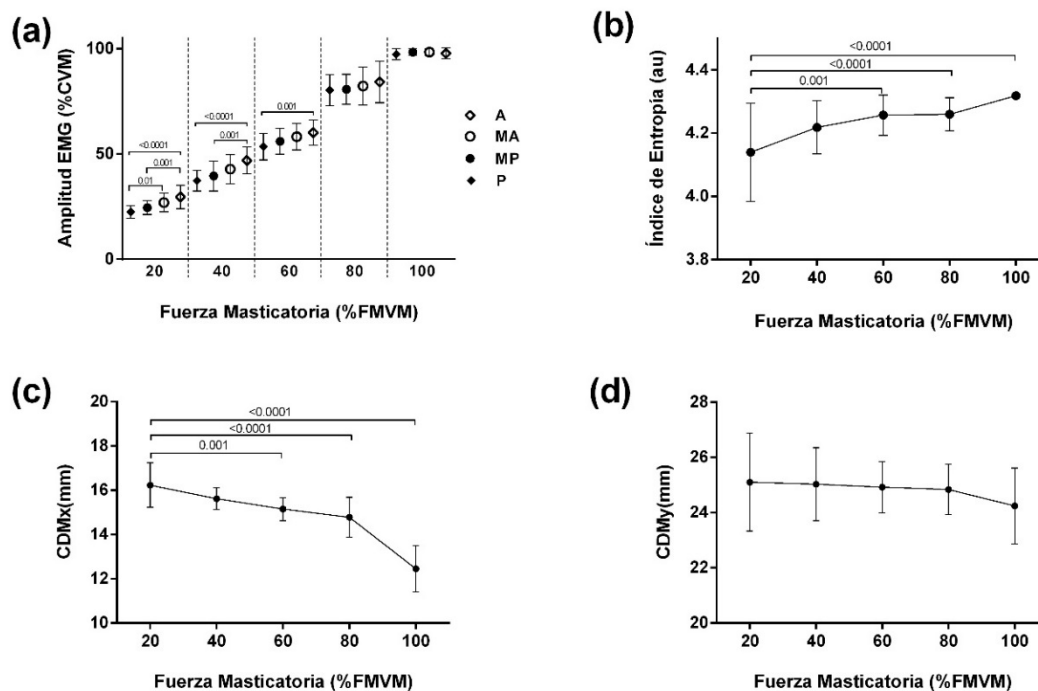 (a)
Amplitud EMG (%CVM)
100
50
0
<0.0001
0.001
0.01
<0.0001
0.001
0.001
20 40 60 80 100
Fuerza Masticatoria (%FMVM)
A
MA
MP
P
(b)
Índice de Entropía (au)
4.4
4.2
4.0
3.8
<0.0001
<0.0001
0.001
20 40 60 80 100
Fuerza Masticatoria (%FMVM)
(c)
CDMx(mm)
20
18
16
14
12
10
<0.0001
<0.0001
0.001
20 40 60 80 100
Fuerza Masticatoria (%FMVM)
(d)
CDMy(mm)
28
26
24
22
20
20 40 60 80 100
Fuerza Masticatoria (%FMVM)